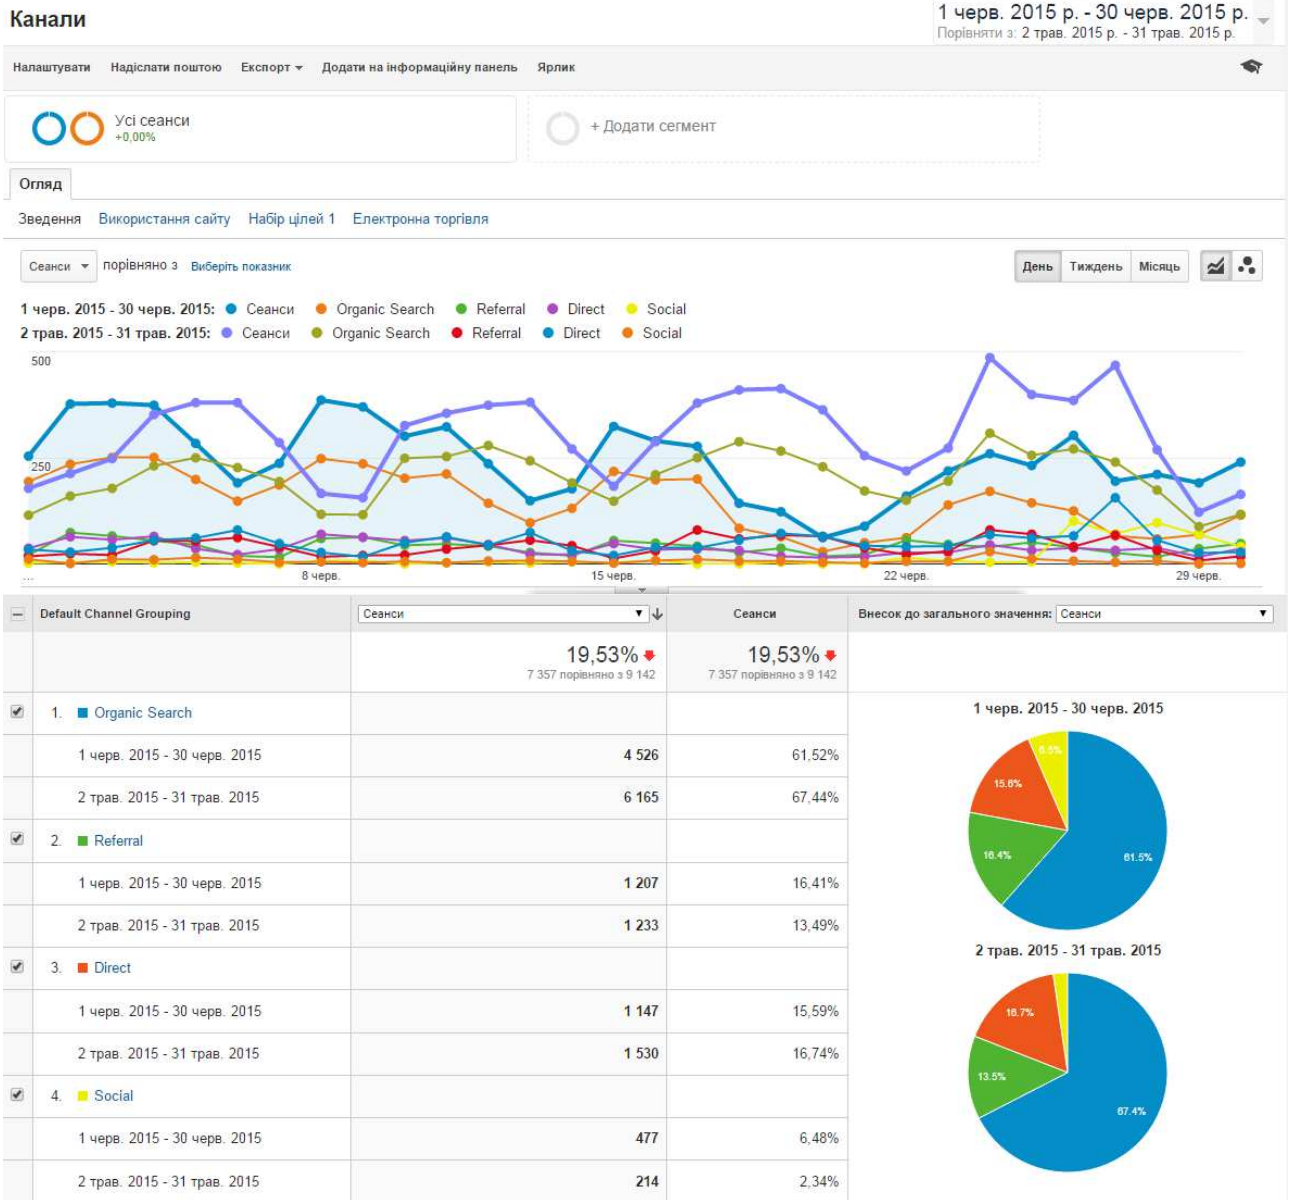 Канали
1 черв. 2015 р. - 30 черв. 2015 р.
Порівняти з: 2 трав. 2015 р. - 31 трав. 2015 р.
Налаштувати Надіслати поштою Експорт Додати на інформаційну панель Ярлик
Усі сеанси
+0,00%
+ Додати сегмент
Огляд
Зведення Використання сайту Набір цілей 1 Електронна торгівля
Сеанси порівняно з Виберіть показник День Тиждень Місяць
1 черв. 2015 - 30 черв. 2015: Сеанси Organic Search Referral Direct Social
2 трав. 2015 - 31 трав. 2015: Сеанси Organic Search Referral Direct Social
500
250
... 8 черв. 15 черв. 22 черв. 29 черв.
Default Channel Grouping Сеанси Сеанси Внесок до загального значення: Сеанси
19,53% 19,53%
7 357 порівняно з 9 142 7 357 порівняно з 9 142
1. Organic Search
1 черв. 2015 - 30 черв. 2015 4 526 61,52%
2 трав. 2015 - 31 трав. 2015 6 165 67,44%
2. Referral
1 черв. 2015 - 30 черв. 2015 1 207 16,41%
2 трав. 2015 - 31 трав. 2015 1 233 13,49%
3. Direct
1 черв. 2015 - 30 черв. 2015 1 147 15,59%
2 трав. 2015 - 31 трав. 2015 1 530 16,74%
4. Social
1 черв. 2015 - 30 черв. 2015 477 6,48%
2 трав. 2015 - 31 трав. 2015 214 2,34%
1 черв. 2015 - 30 черв. 2015
6.5%
15.6%
16.4%
61.5%
2 трав. 2015 - 31 трав. 2015
16.7%
13.5%
67.4%